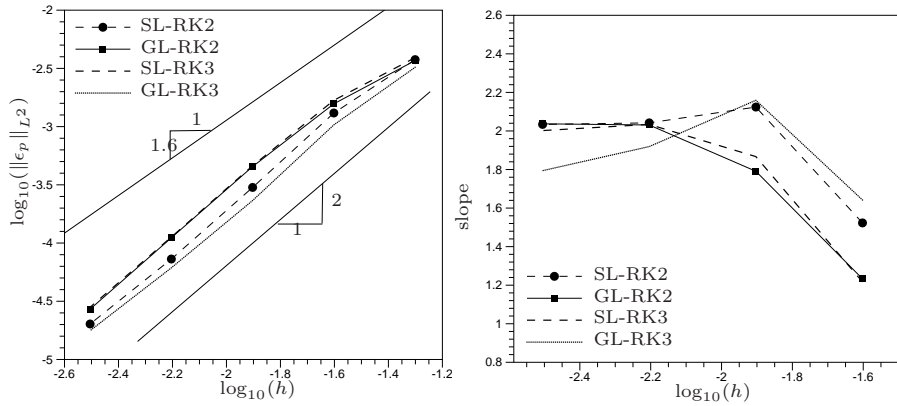 -2
-2.5
-3
-3.5
-4
-4.5
-5
log10(∥ϵp∥L2)
SL-RK2
GL-RK2
SL-RK3
GL-RK3
1
1.6
2
1
-2.6 -2.4 -2.2 -2 -1.8 -1.6 -1.4 -1.2
log10(h)
2.6
2.4
2.2
2
1.8
1.6
1.4
1.2
1
0.8
slope
SL-RK2
GL-RK2
SL-RK3
GL-RK3
-2.4 -2.2 -2 -1.8 -1.6
log10(h)